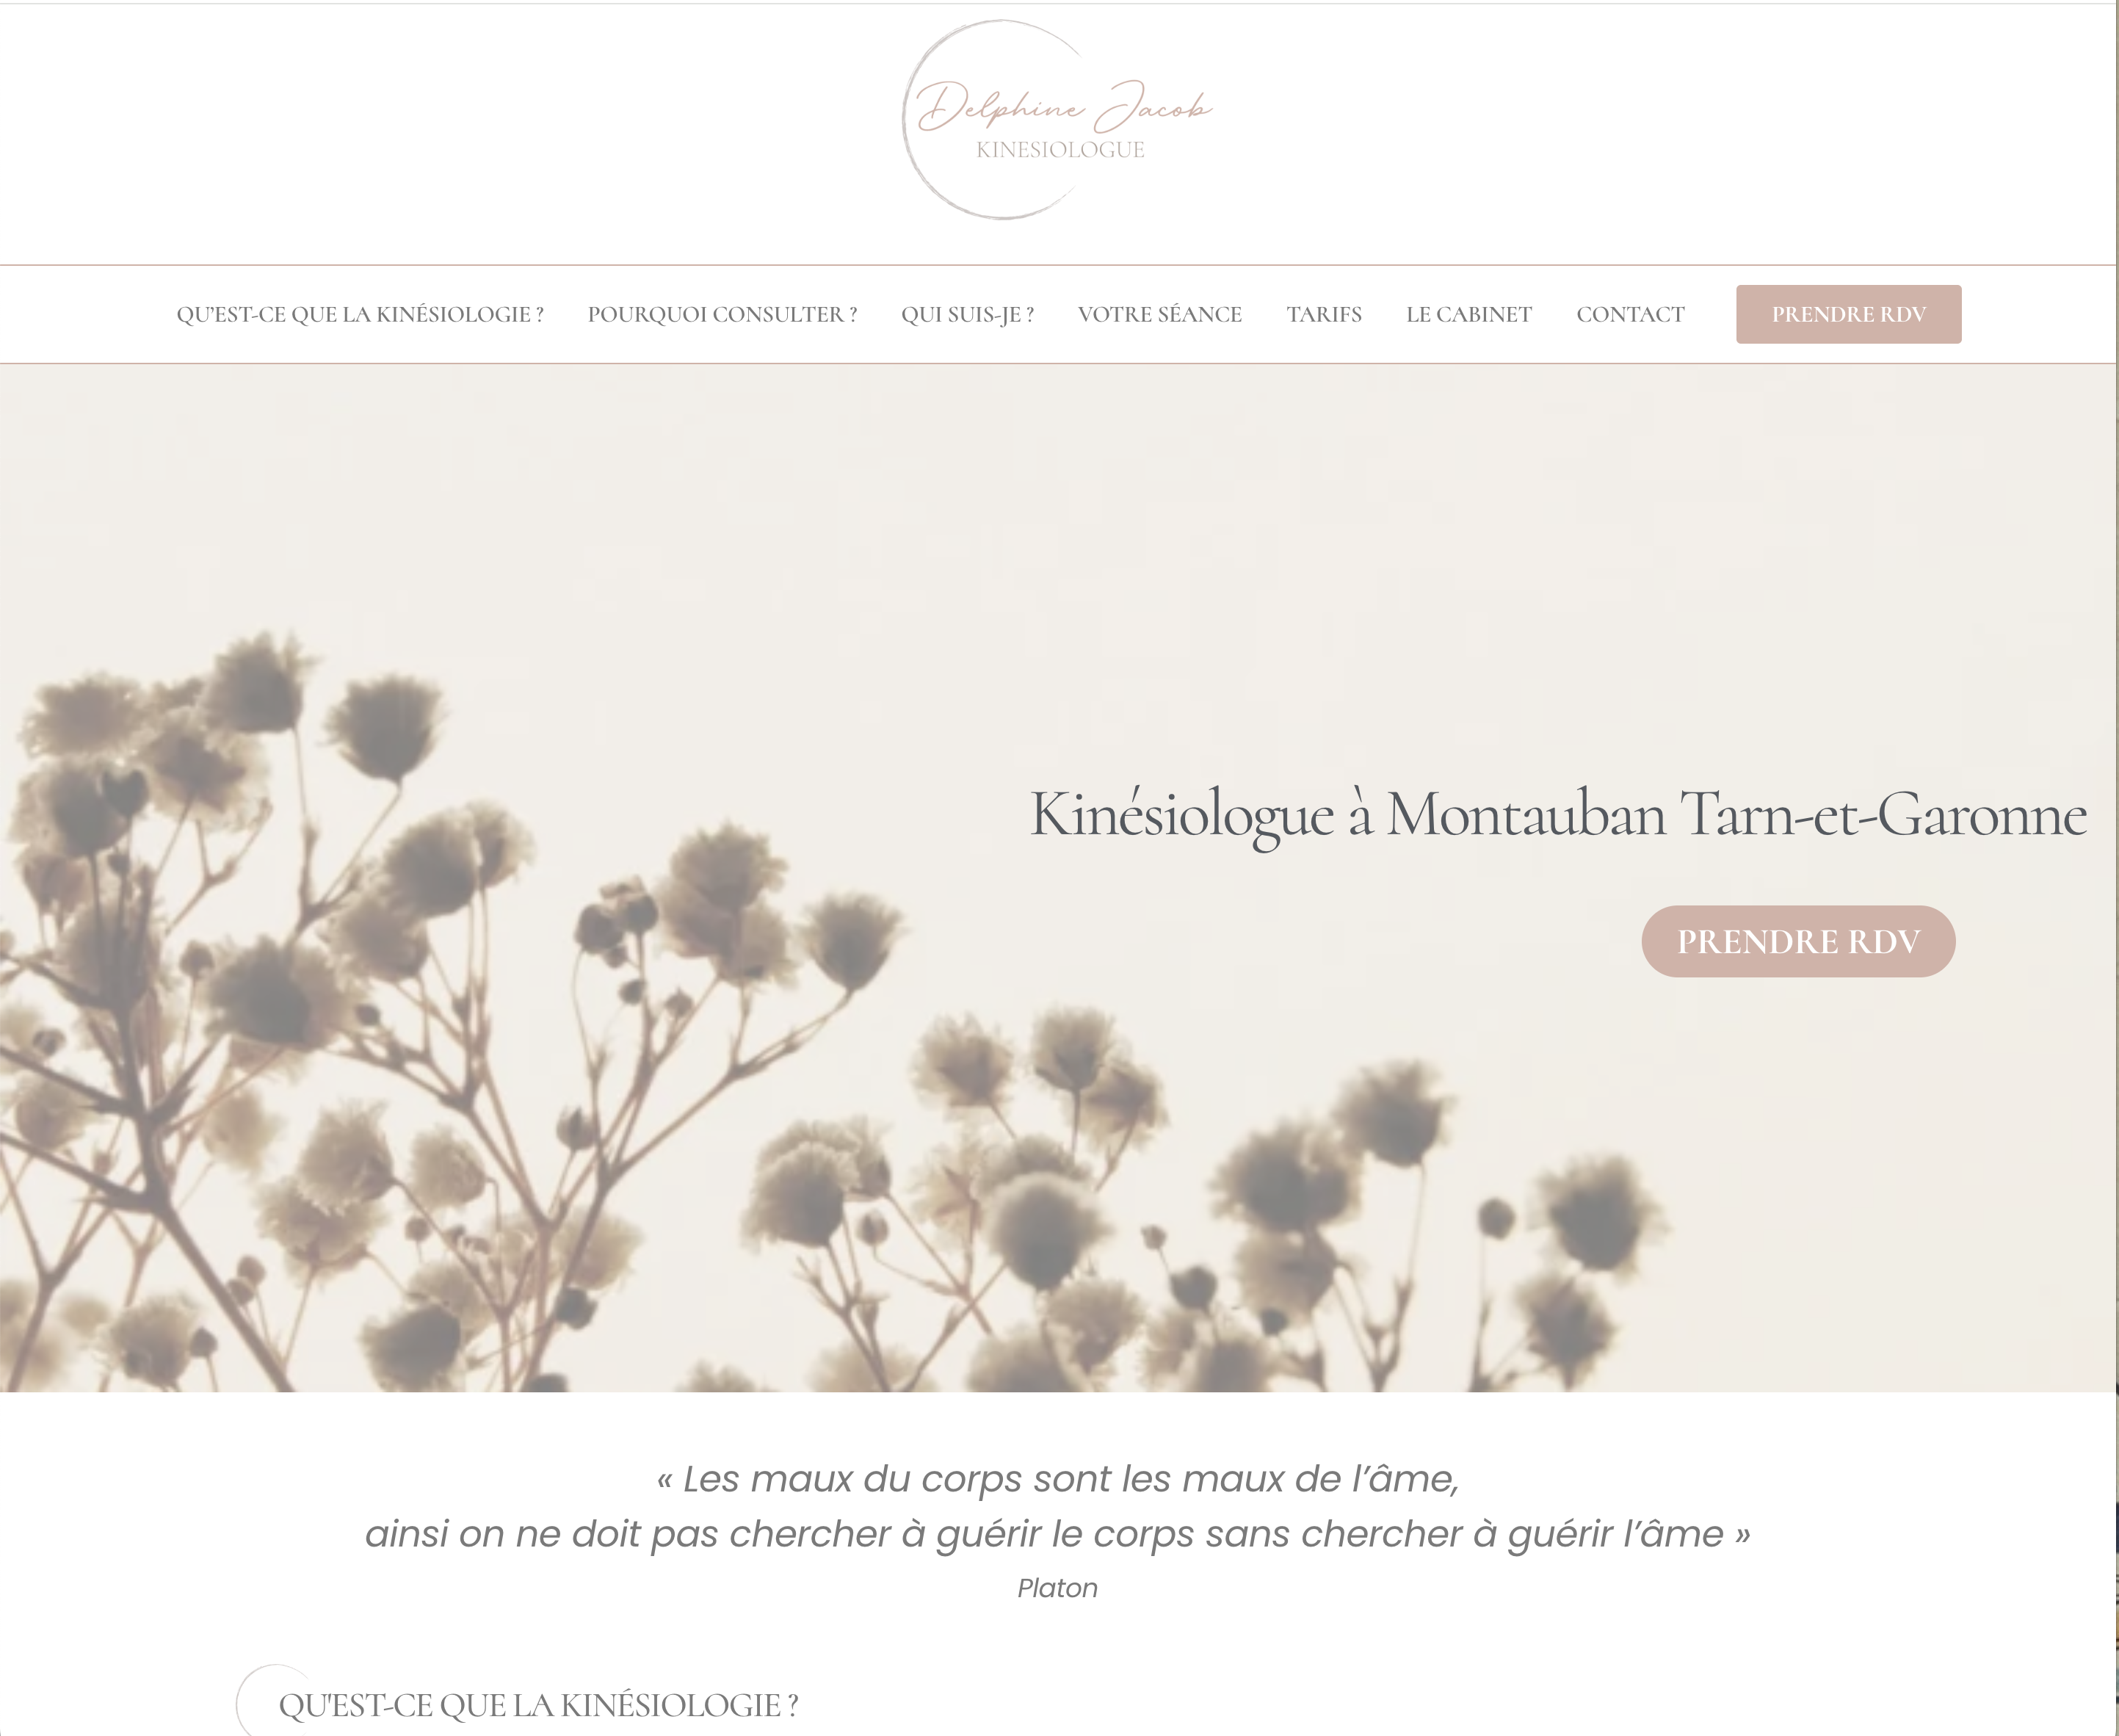 Delphine Jacob
KINESIOLOGUE
QU’EST-CE QUE LA KINÉSIOLOGIE ? POURQUOI CONSULTER ? QUI SUIS-JE ? VOTRE SÉANCE TARIFS LE CABINET CONTACT PRENDRE RDV
Kinésiologue à Montauban Tarn-et-Garonne
PRENDRE RDV
« Les maux du corps sont les maux de l’âme,
ainsi on ne doit pas chercher à guérir le corps sans chercher à guérir l’âme »
Platon
QU'EST-CE QUE LA KINÉSIOLOGIE ?